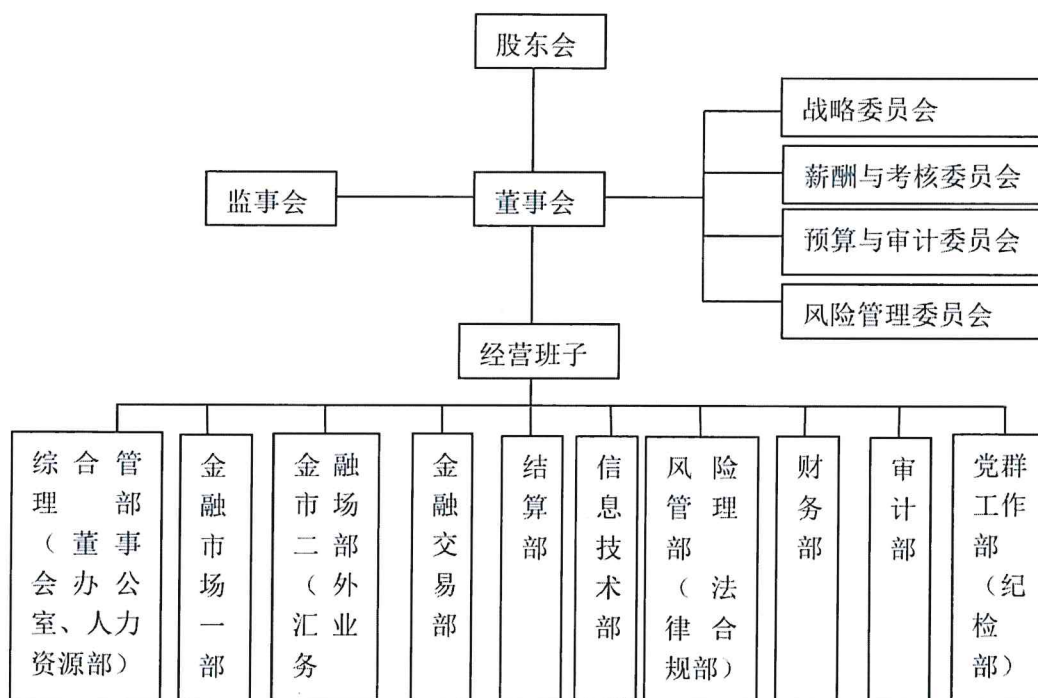 股东会
战略委员会
监事会
董事会
薪酬与考核委员会
预算与审计委员会
风险管理委员会
经营班子
综合管
理部
（董事
会办公
室、人力
资源部）
金
融
市
场
一
部
金融
市场
二部
（外
汇业
务
金
融
交
易
部
结
算
部
信
息
技
术
部
风险
管理
部
（法
律合
规部）
财
务
部
审
计
部
党群
工作
部
（纪
检
部）